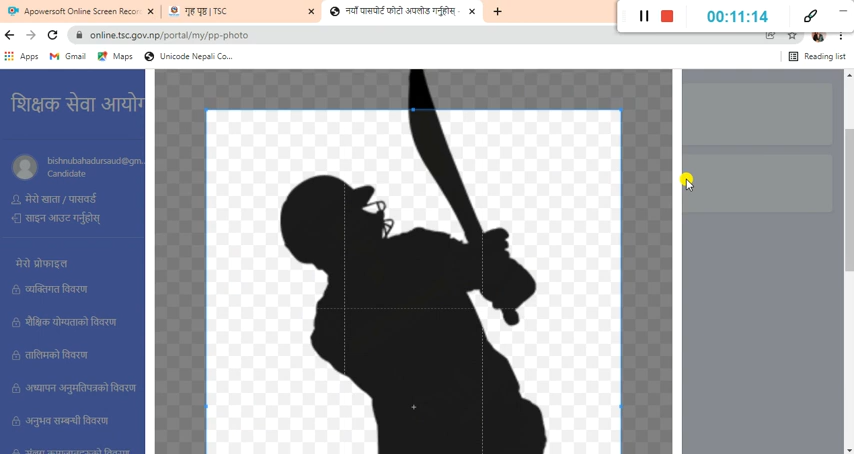 Apowersoft Online Screen Recor
गृह पृष्ठ | TSC
नयाँ पासपोर्ट फोटो अपलोड गर्नुहोस् -
00:11:14
online.tsc.gov.np/portal/my/pp-photo
Apps
Gmail
Maps
Unicode Nepali Co...
Reading list
शिक्षक सेवा आयोग
bishnubahadursaud@gm...
Candidate
मेरो खाता / पासवर्ड
साइन आउट गर्नुहोस्
मेरो प्रोफाइल
व्यक्तिगत विवरण
शैक्षिक योग्यताको विवरण
तालिमको विवरण
अध्यापन अनुमतिपत्रको विवरण
अनुभव सम्बन्धी विवरण